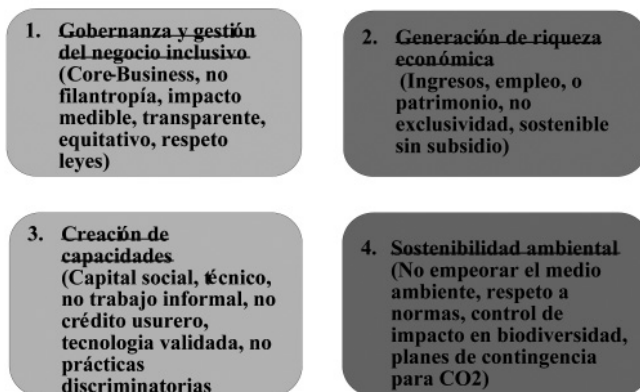 1. Gobernanza y gestión
del negocio inclusivo
(Core-Business, no
filantropía, impacto
medible, transparente,
equitativo, respeto
leyes)
2. Generación de riqueza
económica
(Ingresos, empleo, o
patrimonio, no
exclusividad, sostenible
sin subsidio)
3. Creación de
capacidades
(Capital social, técnico,
no trabajo informal, no
crédito usurero,
tecnologia validada, no
prácticas
discriminatorias
4. Sostenibilidad ambiental
(No empeorar el medio
ambiente, respeto a
normas, control de
impacto en biodiversidad,
planes de contingencia
para CO2)